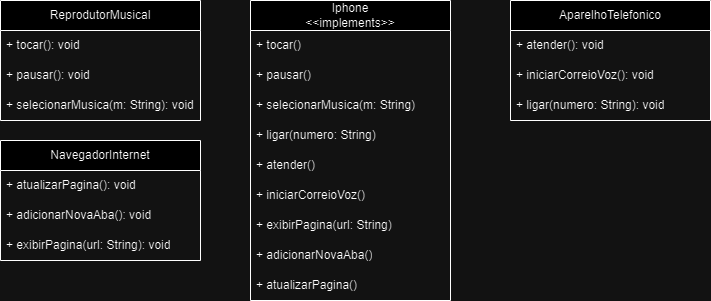 ReprodutorMusical
+ tocar(): void
+ pausar(): void
+ selecionarMusica(m: String): void
NavegadorInternet
+ atualizarPagina(): void
+ adicionarNovaAba(): void
+ exibirPagina(url: String): void
Iphone
<<implements>>
+ tocar()
+ pausar()
+ selecionarMusica(m: String)
+ ligar(numero: String)
+ atender()
+ iniciarCorreioVoz()
+ exibirPagina(url: String)
+ adicionarNovaAba()
+ atualizarPagina()
AparelhoTelefonico
+ atender(): void
+ iniciarCorreioVoz(): void
+ ligar(numero: String): void